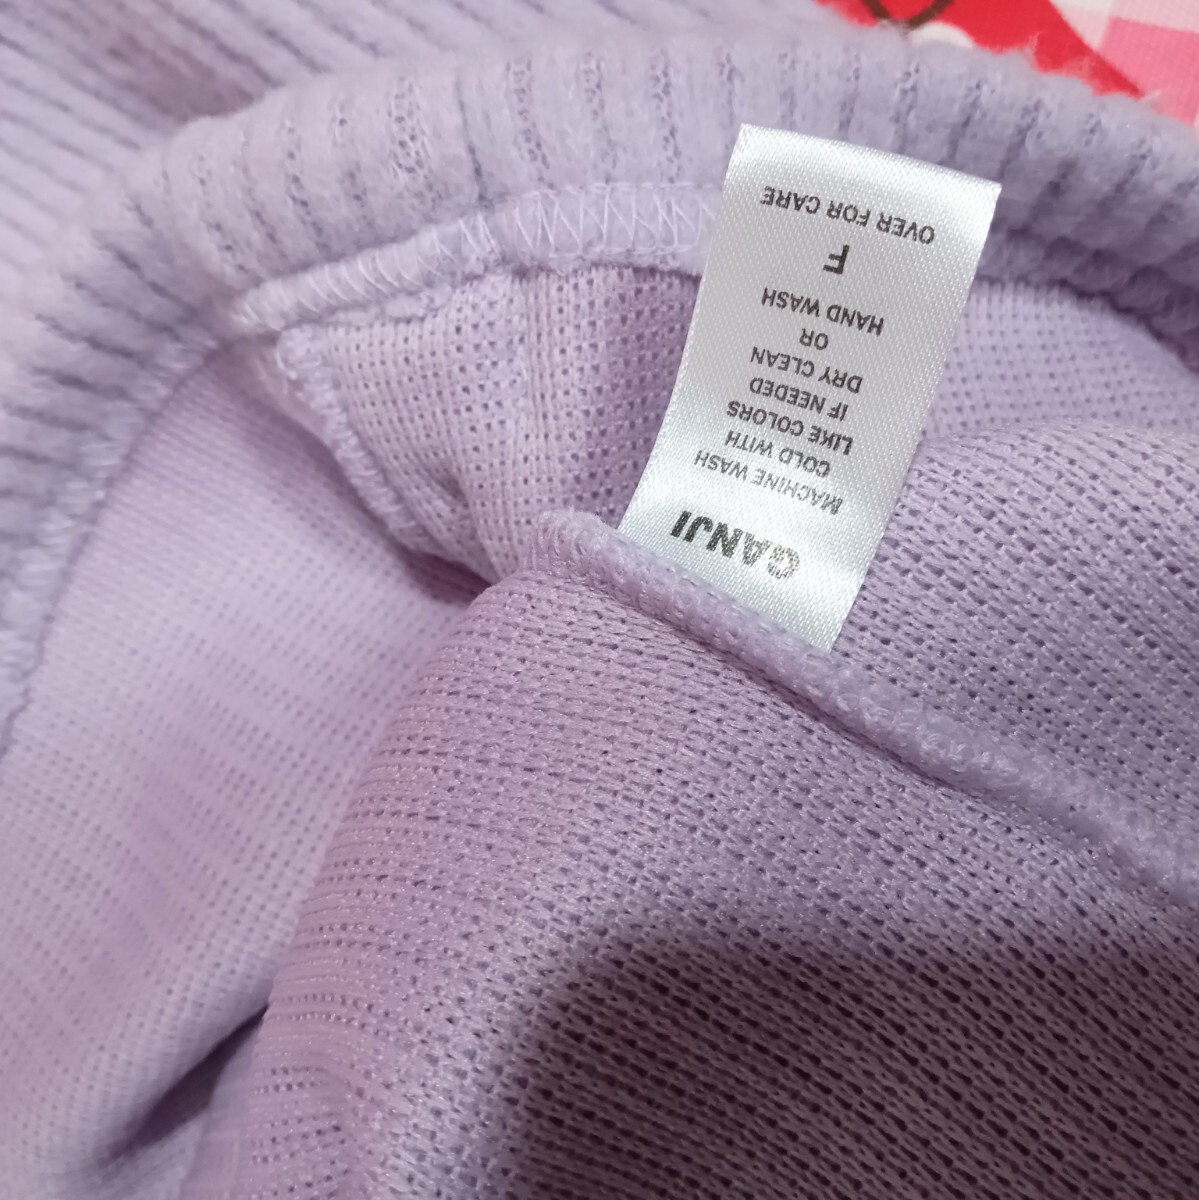 GANJI
MACHINE WASH
COLD WITH
LIKE COLORS
IF NEEDED
DRY CLEAN
OR
HAND WASH
F
OVER FOR CARE